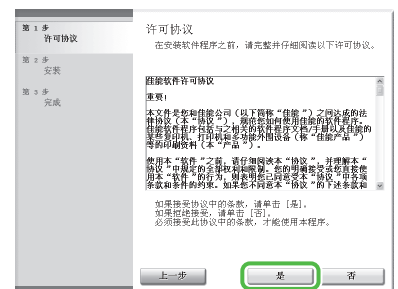 第 1 步
许可协议
第 2 步
安装
第 3 步
完成
许可协议
在安装软件程序之前，请完整并仔细阅读以下许可协议。
佳能软件许可协议
重要!
本文件是您和佳能公司（以下简称“佳能”）之间达成的法
律协议（本“协议”），规范您如何使用佳能的软件程序。
佳能软件程序包括与之相关的软件程序文档/手册以及佳能的
某些复印机、打印机和多功能外围设备（称“佳能产品”）
等的印刷资料（本“产品”）。
使用本“软件”之前，请仔细阅读本“协议”，并理解本“
协议”中规定的全部权利和限制。您的明确接受或您直接使
用本“软件”的行为，则表明您已同意受本“协议”中各项
条款和条件的约束。如果您不同意本“协议”的下述条款和
如果接受协议中的条款，请单击 [是]。
如果拒绝接受，请单击 [否]。
必须接受此协议中的条款，才能使用本程序。
上一步
是
否